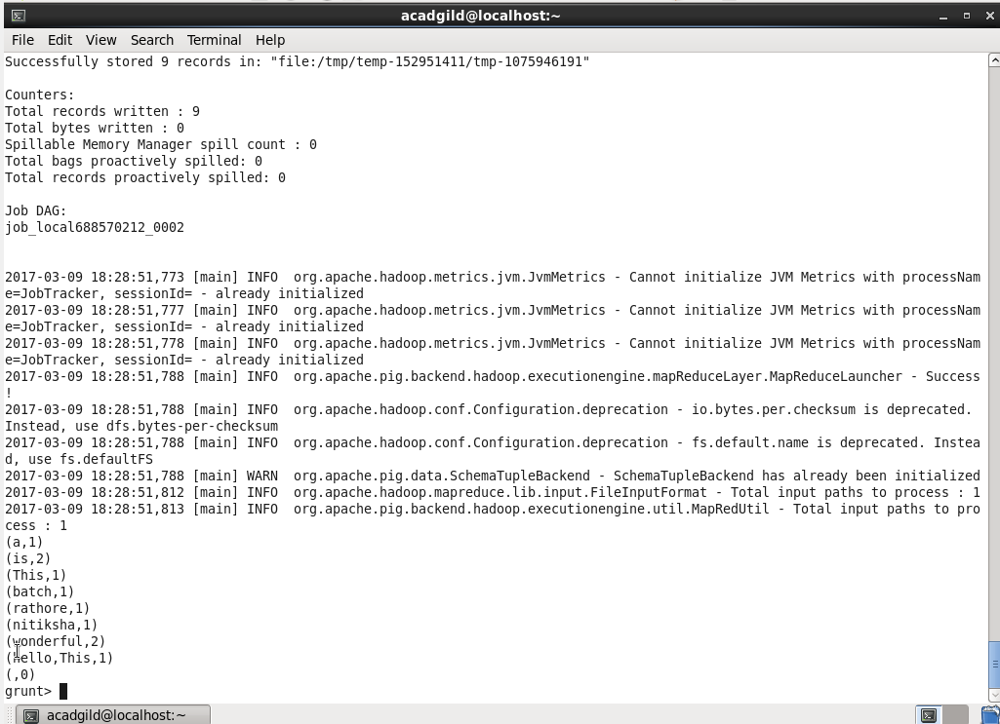 acadgild@localhost:~
File Edit View Search Terminal Help
Successfully stored 9 records in: "file:/tmp/temp-152951411/tmp-1075946191"
Counters:
Total records written : 9
Total bytes written : 0
Spillable Memory Manager spill count : 0
Total bags proactively spilled: 0
Total records proactively spilled: 0
Job DAG:
job_local688570212_0002
2017-03-09 18:28:51,773 [main] INFO  org.apache.hadoop.metrics.jvm.JvmMetrics - Cannot initialize JVM Metrics with processNam
e=JobTracker, sessionId= - already initialized
2017-03-09 18:28:51,777 [main] INFO  org.apache.hadoop.metrics.jvm.JvmMetrics - Cannot initialize JVM Metrics with processNam
e=JobTracker, sessionId= - already initialized
2017-03-09 18:28:51,778 [main] INFO  org.apache.hadoop.metrics.jvm.JvmMetrics - Cannot initialize JVM Metrics with processNam
e=JobTracker, sessionId= - already initialized
2017-03-09 18:28:51,788 [main] INFO  org.apache.pig.backend.hadoop.executionengine.mapReduceLayer.MapReduceLauncher - Success
!
2017-03-09 18:28:51,788 [main] INFO  org.apache.hadoop.conf.Configuration.deprecation - io.bytes.per.checksum is deprecated.
Instead, use dfs.bytes-per-checksum
2017-03-09 18:28:51,788 [main] INFO  org.apache.hadoop.conf.Configuration.deprecation - fs.default.name is deprecated. Instea
d, use fs.defaultFS
2017-03-09 18:28:51,788 [main] WARN  org.apache.pig.data.SchemaTupleBackend - SchemaTupleBackend has already been initialized
2017-03-09 18:28:51,812 [main] INFO  org.apache.hadoop.mapreduce.lib.input.FileInputFormat - Total input paths to process : 1
2017-03-09 18:28:51,813 [main] INFO  org.apache.pig.backend.hadoop.executionengine.util.MapRedUtil - Total input paths to pro
cess : 1
(a,1)
(is,2)
(This,1)
(batch,1)
(rathore,1)
(nitiksha,1)
(wonderful,2)
(Hello,This,1)
(,0)
grunt>
acadgild@localhost:~